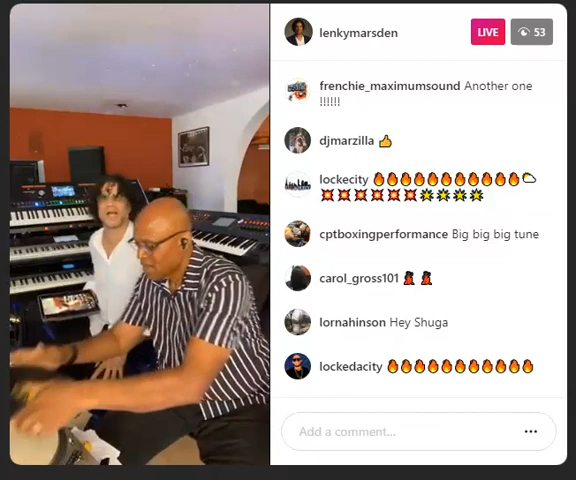 lenkymarsden
LIVE
53
frenchie_maximumsound Another one
!!!!!!
djmarzilla 👍
lockecity 🔥🔥🔥🔥🔥🔥🔥🔥🔥🔥🔥🌥
💥💥💥💥💥💥🌟🌟🌟🌟
cptboxingperformance Big big big tune
carol_gross101 💃🏿 💃🏿
lornahinson Hey Shuga
lockedacity 🔥🔥🔥🔥🔥🔥🔥🔥🔥🔥🔥
Add a comment...